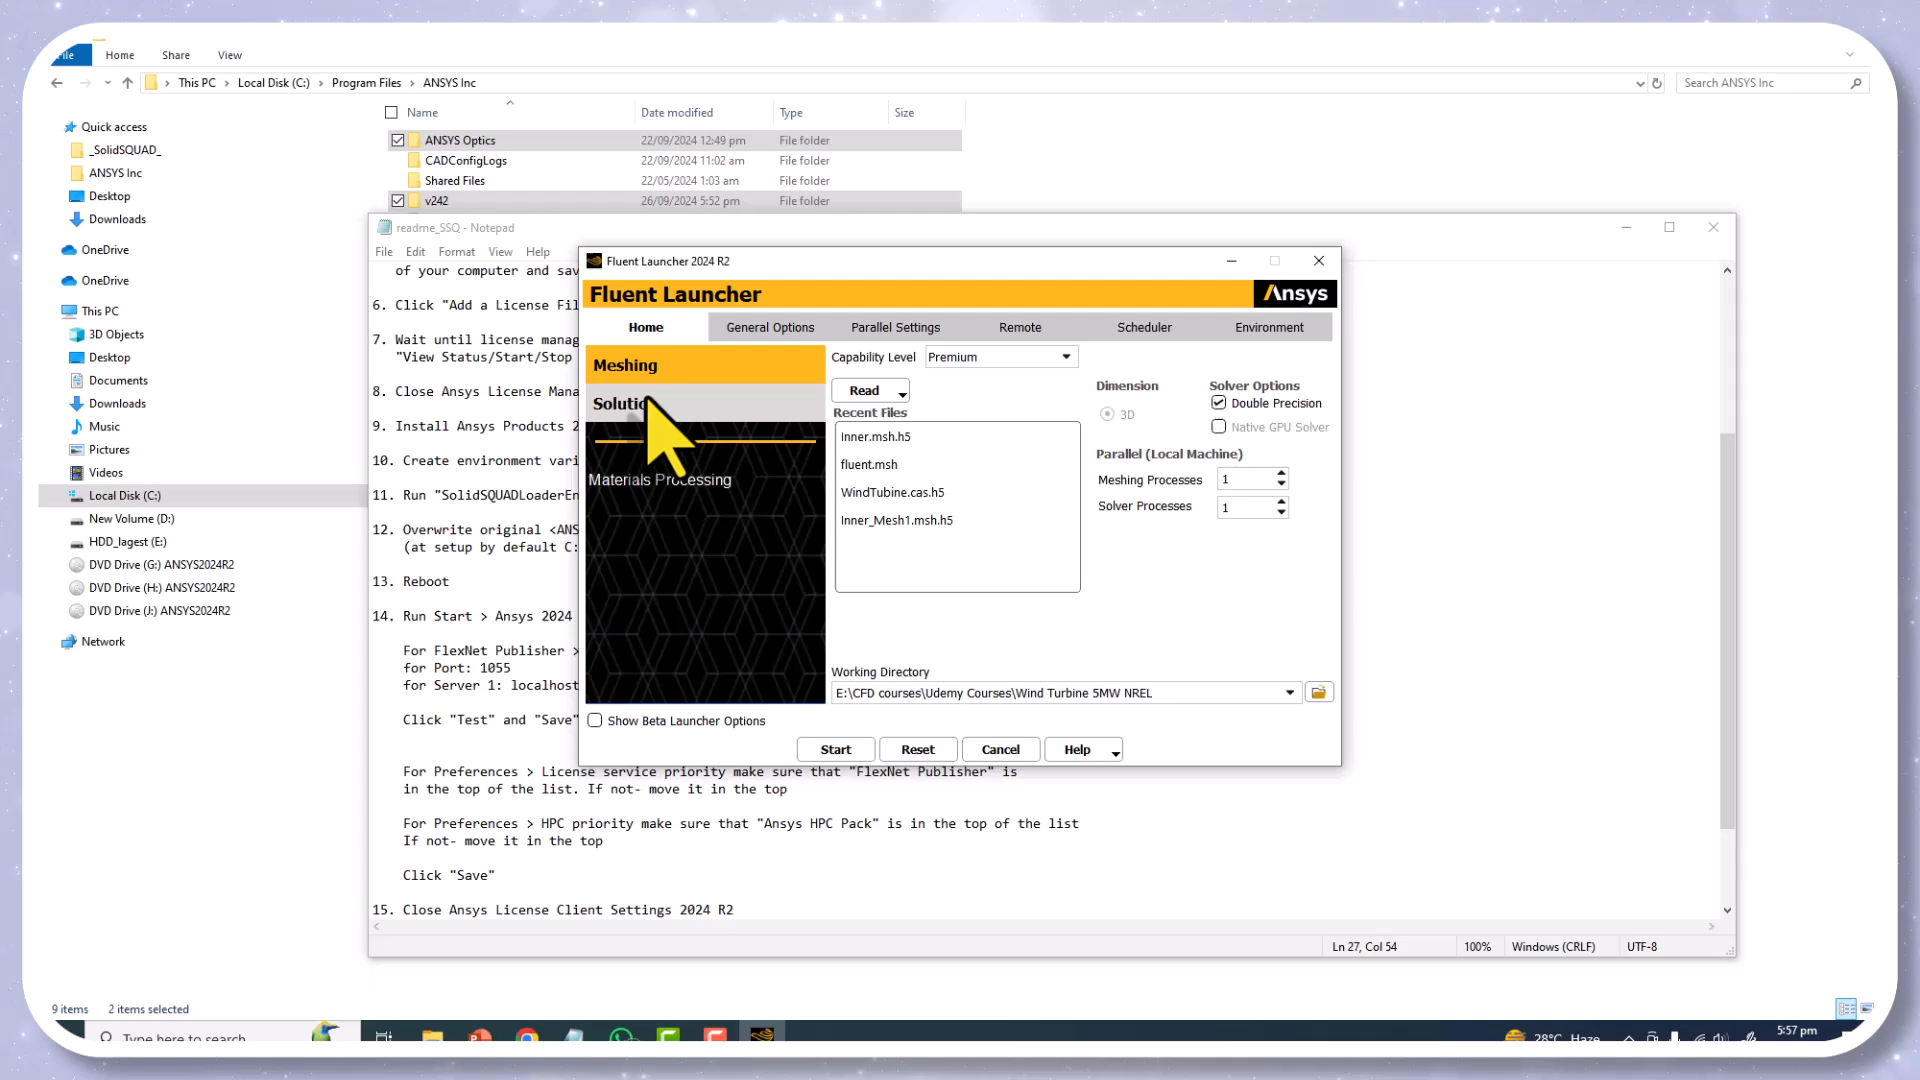 File Home Share View
This PC > Local Disk (C:) > Program Files > ANSYS Inc
Search ANSYS Inc
Name Date modified Type Size
ANSYS Optics 22/09/2024 12:49 pm File folder
CADConfigLogs 22/09/2024 11:02 am File folder
Shared Files 22/05/2024 1:03 am File folder
v242 26/09/2024 5:52 pm File folder
Quick access
_SolidSQUAD_
ANSYS Inc
Desktop
Downloads
OneDrive
OneDrive
This PC
3D Objects
Desktop
Documents
Downloads
Music
Pictures
Videos
Local Disk (C:)
New Volume (D:)
HDD_lagest (E:)
DVD Drive (G:) ANSYS2024R2
DVD Drive (H:) ANSYS2024R2
DVD Drive (J:) ANSYS2024R2
Network
9 items 2 items selected
readme_SSQ - Notepad
File Edit Format View Help
of your computer and sav
6. Click "Add a License Fil
7. Wait until license manag
"View Status/Start/Stop
8. Close Ansys License Mana
9. Install Ansys Products 2
10. Create environment vari
11. Run "SolidSQUADLoaderEn
12. Overwrite original <ANS
(at setup by default C:
13. Reboot
14. Run Start > Ansys 2024
For FlexNet Publisher >
for Port: 1055
for Server 1: localhost
Click "Test" and "Save"
For Preferences > License service priority make sure that "FlexNet Publisher" is
in the top of the list. If not- move it in the top
For Preferences > HPC priority make sure that "Ansys HPC Pack" is in the top of the list
If not- move it in the top
Click "Save"
15. Close Ansys License Client Settings 2024 R2
Ln 27, Col 54 100% Windows (CRLF) UTF-8
Fluent Launcher 2024 R2
Fluent Launcher
Ansys
Home General Options Parallel Settings Remote Scheduler Environment
Meshing
Solutio
Materials Processing
Capability Level Premium
Read
Recent Files
Inner.msh.h5
fluent.msh
WindTubine.cas.h5
Inner_Mesh1.msh.h5
Dimension
3D
Solver Options
Double Precision
Native GPU Solver
Parallel (Local Machine)
Meshing Processes 1
Solver Processes 1
Working Directory
E:\CFD courses\Udemy Courses\Wind Turbine 5MW NREL
Show Beta Launcher Options
Start Reset Cancel Help
Type here to search
28°C Haze
5:57 pm